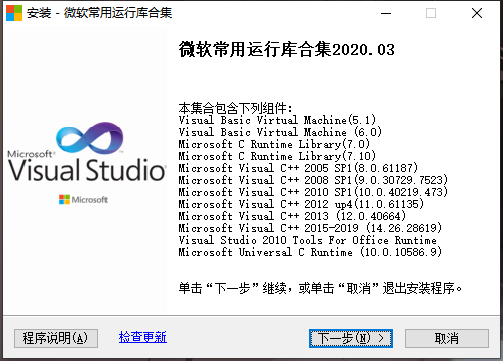 安装 - 微软常用运行库合集
微软常用运行库合集2020.03
本集合包含下列组件:
Visual Basic Virtual Machine(5.1)
Visual Basic Virtual Machine (6.0)
Microsoft C Runtime Library(7.0)
Microsoft C Runtime Library(7.10)
Microsoft Visual C++ 2005 SP1(8.0.61187)
Microsoft Visual C++ 2008 SP1(9.0.30729.7523)
Microsoft Visual C++ 2010 SP1(10.0.40219.473)
Microsoft Visual C++ 2012 up4(11.0.61135)
Microsoft Visual C++ 2013 (12.0.40664)
Microsoft Visual C++ 2015-2019 (14.26.28619)
Visual Studio 2010 Tools For Office Runtime
Microsoft Universal C Runtime (10.0.10586.9)
Microsoft
Visual Studio
Microsoft
单击“下一步”继续，或单击“取消”退出安装程序。
程序说明(A)
检查更新
下一步(N) >
取消